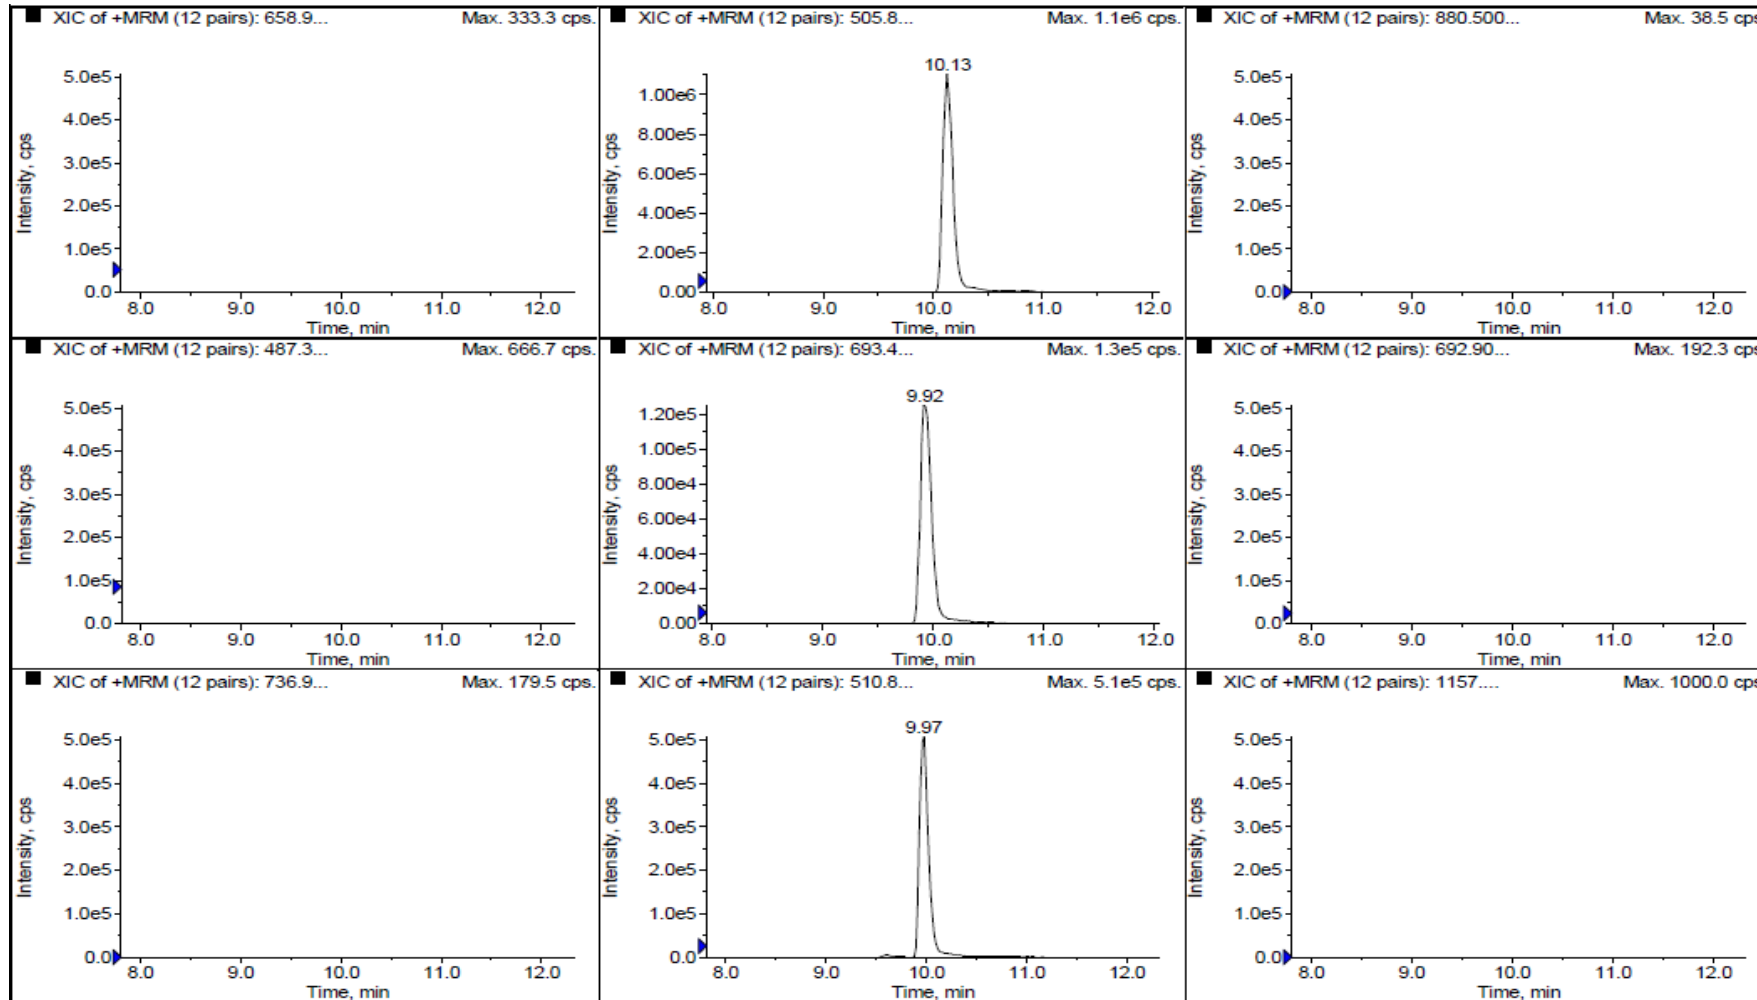 XIC of +MRM (12 pairs): 658.9... Max. 333.3 cps.
5.0e5
4.0e5
3.0e5
2.0e5
1.0e5
0.0
Intensity, cps
8.0 9.0 10.0 11.0 12.0
Time, min
XIC of +MRM (12 pairs): 505.8... Max. 1.1e6 cps.
10.13
1.00e6
8.00e5
6.00e5
4.00e5
2.00e5
0.00
Intensity, cps
8.0 9.0 10.0 11.0 12.0
Time, min
XIC of +MRM (12 pairs): 880.500... Max. 38.5 cps
5.0e5
4.0e5
3.0e5
2.0e5
1.0e5
0.0
Intensity, cps
8.0 9.0 10.0 11.0 12.0
Time, min
XIC of +MRM (12 pairs): 487.3... Max. 666.7 cps.
5.0e5
4.0e5
3.0e5
2.0e5
1.0e5
0.0
Intensity, cps
8.0 9.0 10.0 11.0 12.0
Time, min
XIC of +MRM (12 pairs): 693.4... Max. 1.3e5 cps.
9.92
1.20e5
1.00e5
8.00e4
6.00e4
4.00e4
2.00e4
0.00
Intensity, cps
8.0 9.0 10.0 11.0 12.0
Time, min
XIC of +MRM (12 pairs): 692.90... Max. 192.3 cps
5.0e5
4.0e5
3.0e5
2.0e5
1.0e5
0.0
Intensity, cps
8.0 9.0 10.0 11.0 12.0
Time, min
XIC of +MRM (12 pairs): 736.9... Max. 179.5 cps.
5.0e5
4.0e5
3.0e5
2.0e5
1.0e5
0.0
Intensity, cps
8.0 9.0 10.0 11.0 12.0
Time, min
XIC of +MRM (12 pairs): 510.8... Max. 5.1e5 cps.
9.97
5.0e5
4.0e5
3.0e5
2.0e5
1.0e5
0.0
Intensity, cps
8.0 9.0 10.0 11.0 12.0
Time, min
XIC of +MRM (12 pairs): 1157.... Max. 1000.0 cps
5.0e5
4.0e5
3.0e5
2.0e5
1.0e5
0.0
Intensity, cps
8.0 9.0 10.0 11.0 12.0
Time, min